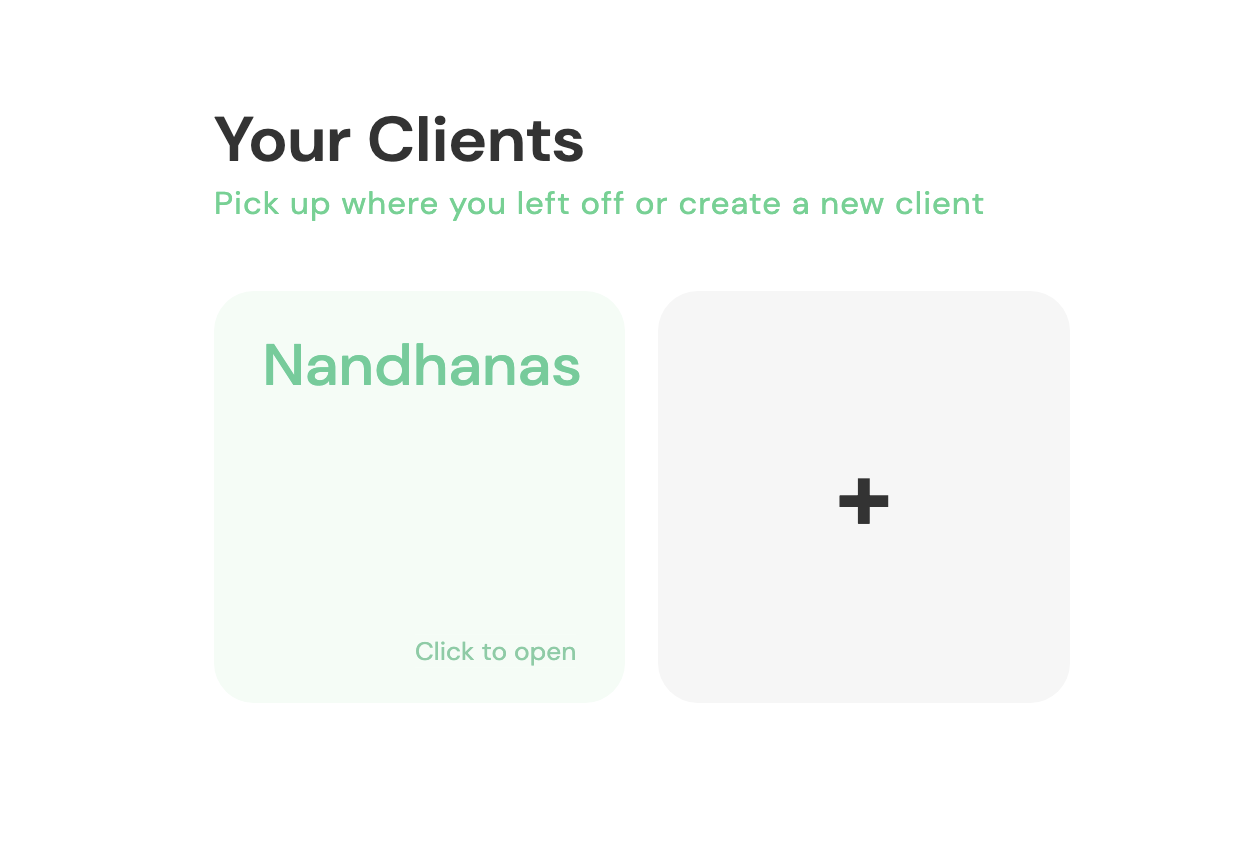 Your Clients
Pick up where you left off or create a new client
Nandhanas
+
Click to open